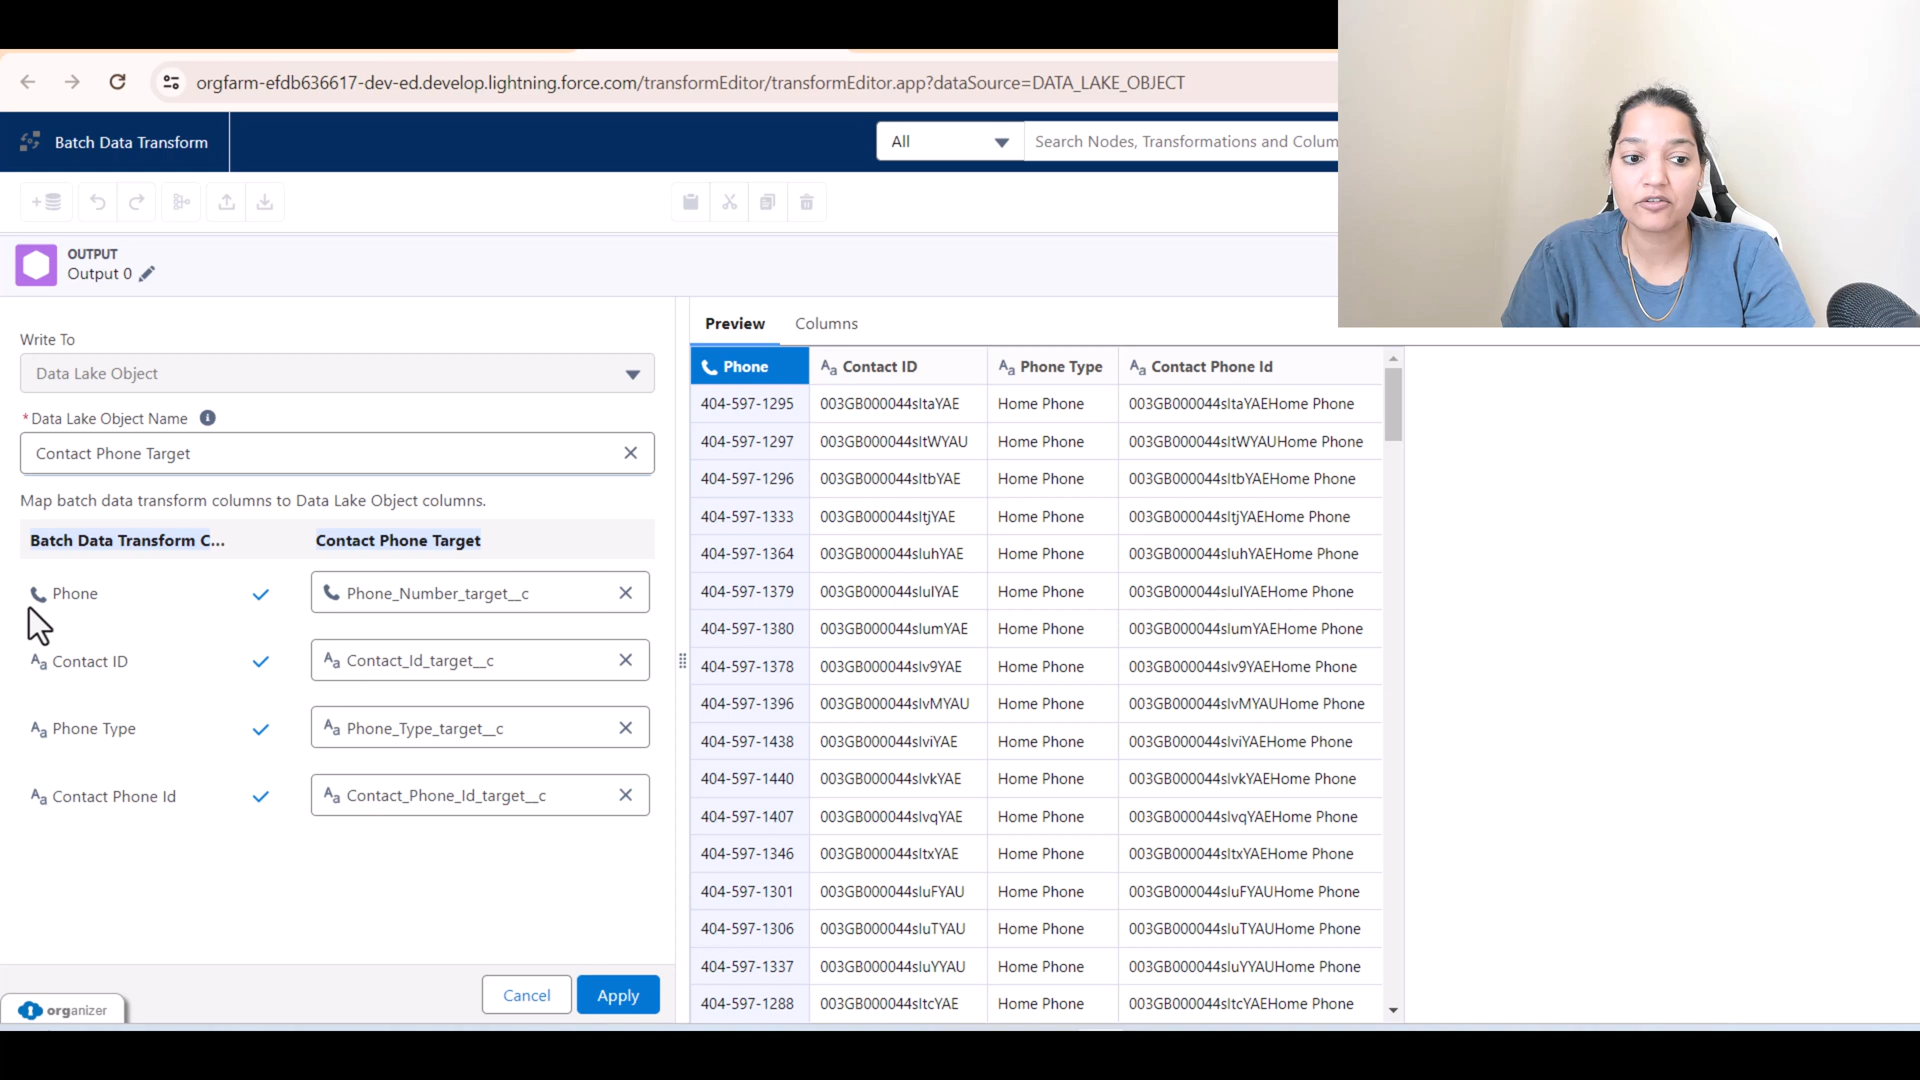 orgfarm-efdb636617-dev-ed.develop.lightning.force.com/transformEditor/transformEditor.app?dataSource=DATA_LAKE_OBJECT
Batch Data Transform
All
Search Nodes, Transformations and Colum
OUTPUT
Output 0
Write To
Data Lake Object
*Data Lake Object Name
Contact Phone Target
Map batch data transform columns to Data Lake Object columns.
Batch Data Transform C... Contact Phone Target
Phone Phone_Number_target__c
Contact ID Contact_Id_target__c
Phone Type Phone_Type_target__c
Contact Phone Id Contact_Phone_Id_target__c
Cancel Apply
organizer
Preview Columns
Phone Contact ID Phone Type Contact Phone Id
404-597-1295 003GB000044sltaYAE Home Phone 003GB000044sltaYAEHome Phone
404-597-1297 003GB000044sltWYAU Home Phone 003GB000044sltWYAUHome Phone
404-597-1296 003GB000044sltbYAE Home Phone 003GB000044sltbYAEHome Phone
404-597-1333 003GB000044sltjYAE Home Phone 003GB000044sltjYAEHome Phone
404-597-1364 003GB000044sluhYAE Home Phone 003GB000044sluhYAEHome Phone
404-597-1379 003GB000044sluIYAE Home Phone 003GB000044sluIYAEHome Phone
404-597-1380 003GB000044slumYAE Home Phone 003GB000044slumYAEHome Phone
404-597-1378 003GB000044slv9YAE Home Phone 003GB000044slv9YAEHome Phone
404-597-1396 003GB000044slvMYAU Home Phone 003GB000044slvMYAUHome Phone
404-597-1438 003GB000044slviYAE Home Phone 003GB000044slviYAEHome Phone
404-597-1440 003GB000044slvkYAE Home Phone 003GB000044slvkYAEHome Phone
404-597-1407 003GB000044slvqYAE Home Phone 003GB000044slvqYAEHome Phone
404-597-1346 003GB000044sltxYAE Home Phone 003GB000044sltxYAEHome Phone
404-597-1301 003GB000044sluFYAU Home Phone 003GB000044sluFYAUHome Phone
404-597-1306 003GB000044sluTYAU Home Phone 003GB000044sluTYAUHome Phone
404-597-1337 003GB000044sluYYAU Home Phone 003GB000044sluYYAUHome Phone
404-597-1288 003GB000044sltcYAE Home Phone 003GB000044sltcYAEHome Phone